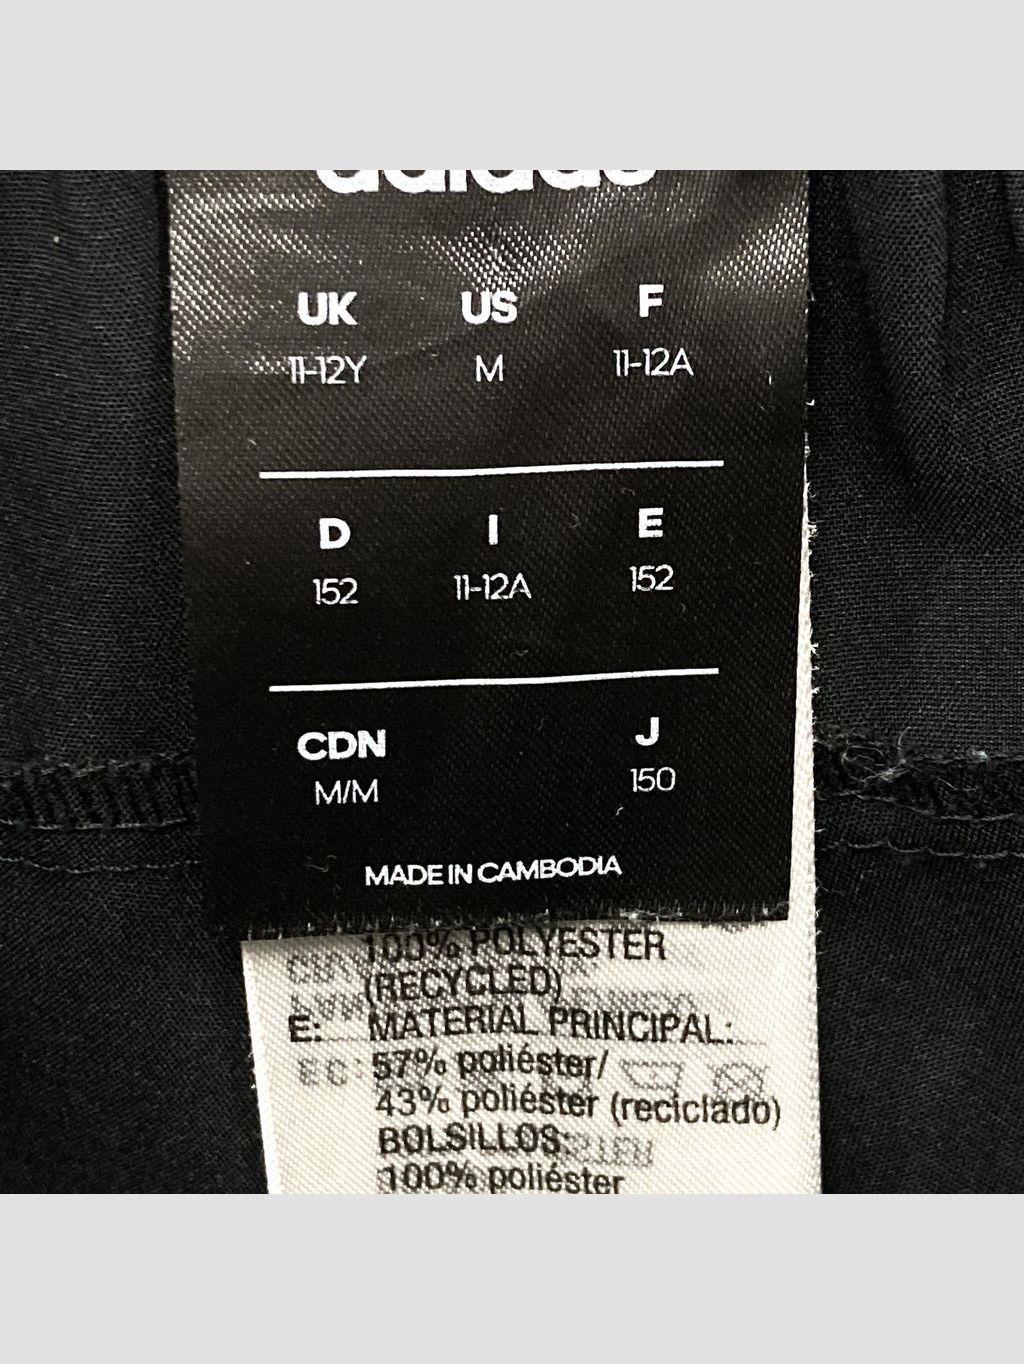 adidas
UK US F
11-12Y M 11-12A
D I E
152 11-12A 152
CDN J
M/M 150
MADE IN CAMBODIA
100% POLYESTER
(RECYCLED)
E: MATERIAL PRINCIPAL:
57% poliéster/
43% poliéster (reciclado)
BOLSILLOS:
100% poliéster